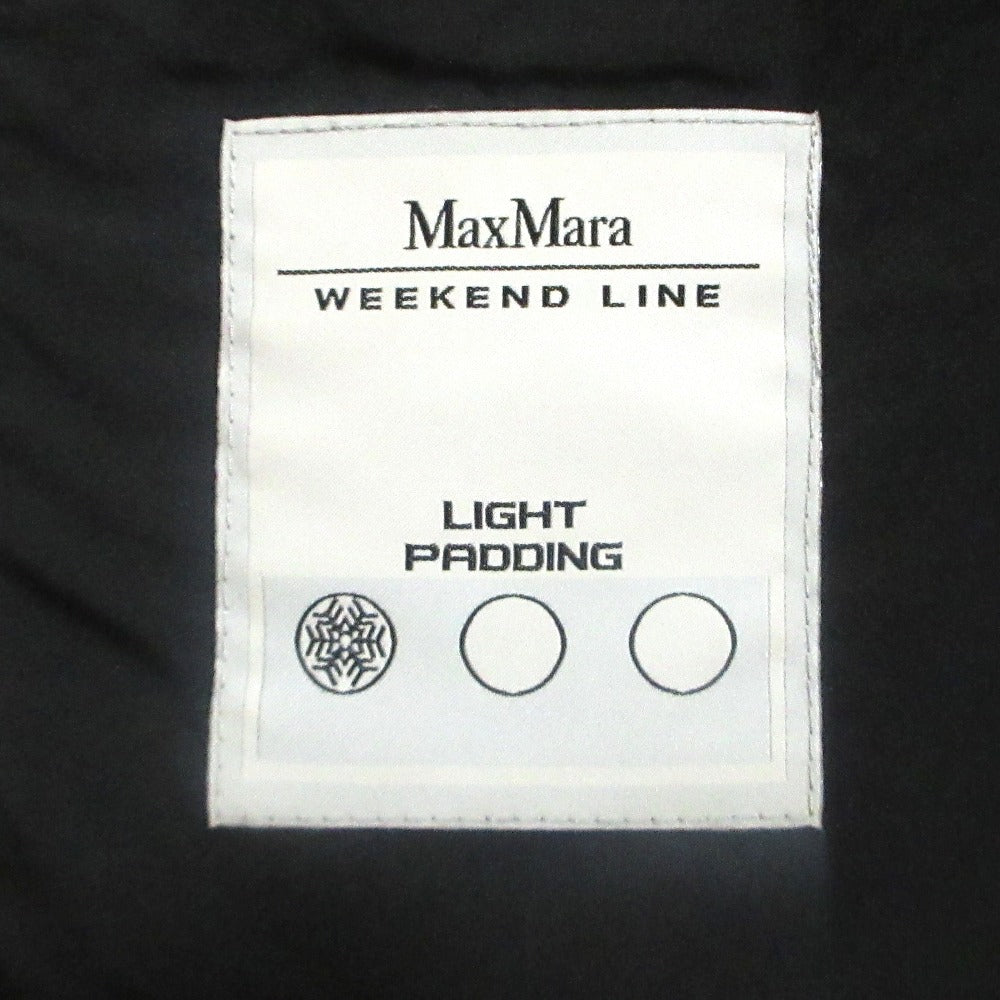 MaxMara
WEEKEND LINE
LIGHT
PADDING